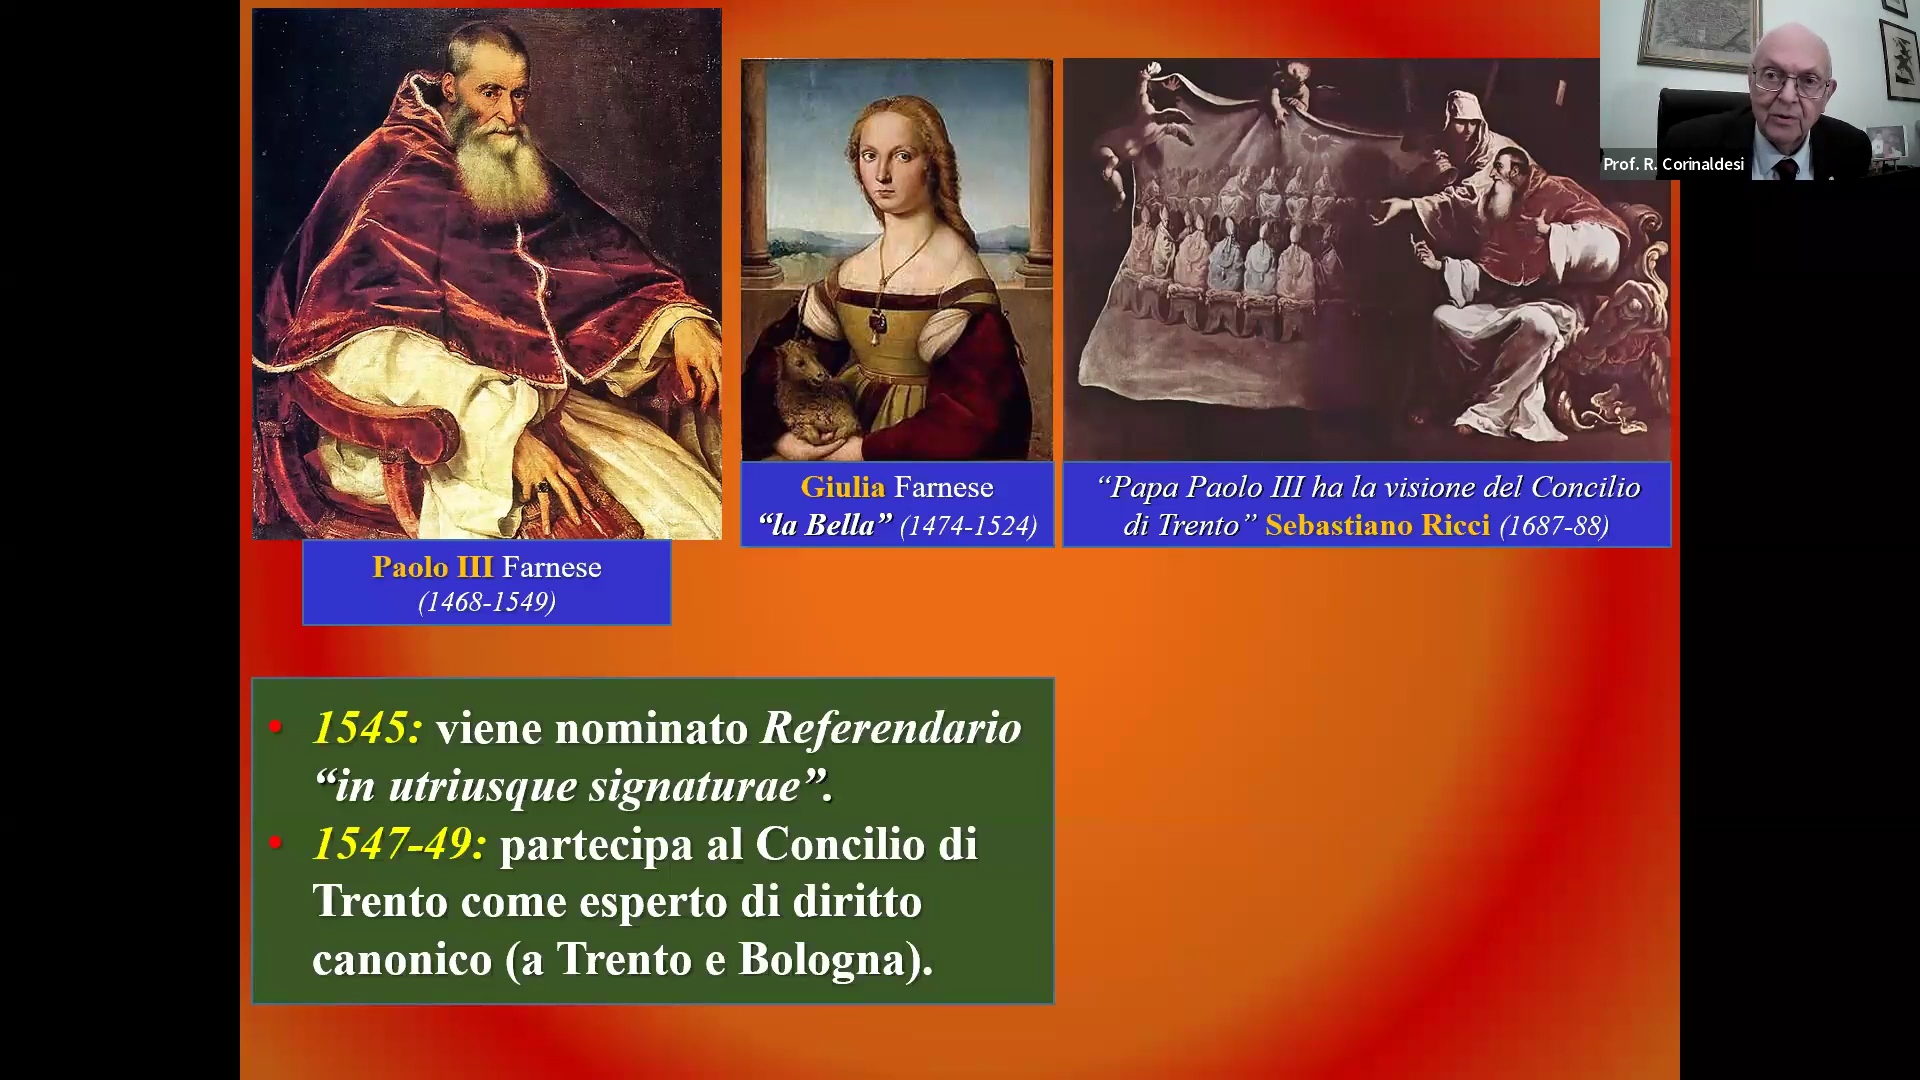 Prof. R. Corinaldesi
Giulia Farnese
“la Bella” (1474-1524)
“Papa Paolo III ha la visione del Concilio
di Trento” Sebastiano Ricci (1687-88)
Paolo III Farnese
(1468-1549)
• 1545: viene nominato Referendario
“in utriusque signaturae”.
• 1547-49: partecipa al Concilio di
Trento come esperto di diritto
canonico (a Trento e Bologna).